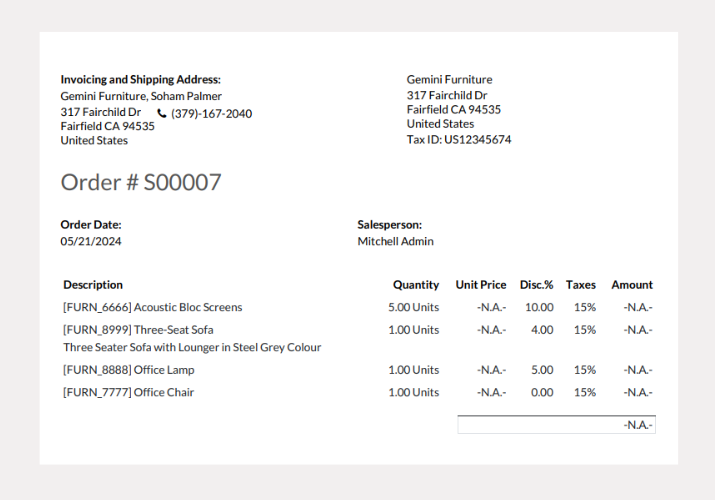 Invoicing and Shipping Address:
Gemini Furniture, Soham Palmer
317 Fairchild Dr (379)-167-2040
Fairfield CA 94535
United States
Gemini Furniture
317 Fairchild Dr
Fairfield CA 94535
United States
Tax ID: US12345674
Order # S00007
Order Date:
05/21/2024
Salesperson:
Mitchell Admin
Description Quantity Unit Price Disc.% Taxes Amount
[FURN_6666] Acoustic Bloc Screens 5.00 Units -N.A.- 10.00 15% -N.A.-
[FURN_8999] Three-Seat Sofa 1.00 Units -N.A.- 4.00 15% -N.A.-
Three Seater Sofa with Lounger in Steel Grey Colour
[FURN_8888] Office Lamp 1.00 Units -N.A.- 5.00 15% -N.A.-
[FURN_7777] Office Chair 1.00 Units -N.A.- 0.00 15% -N.A.-
-N.A.-